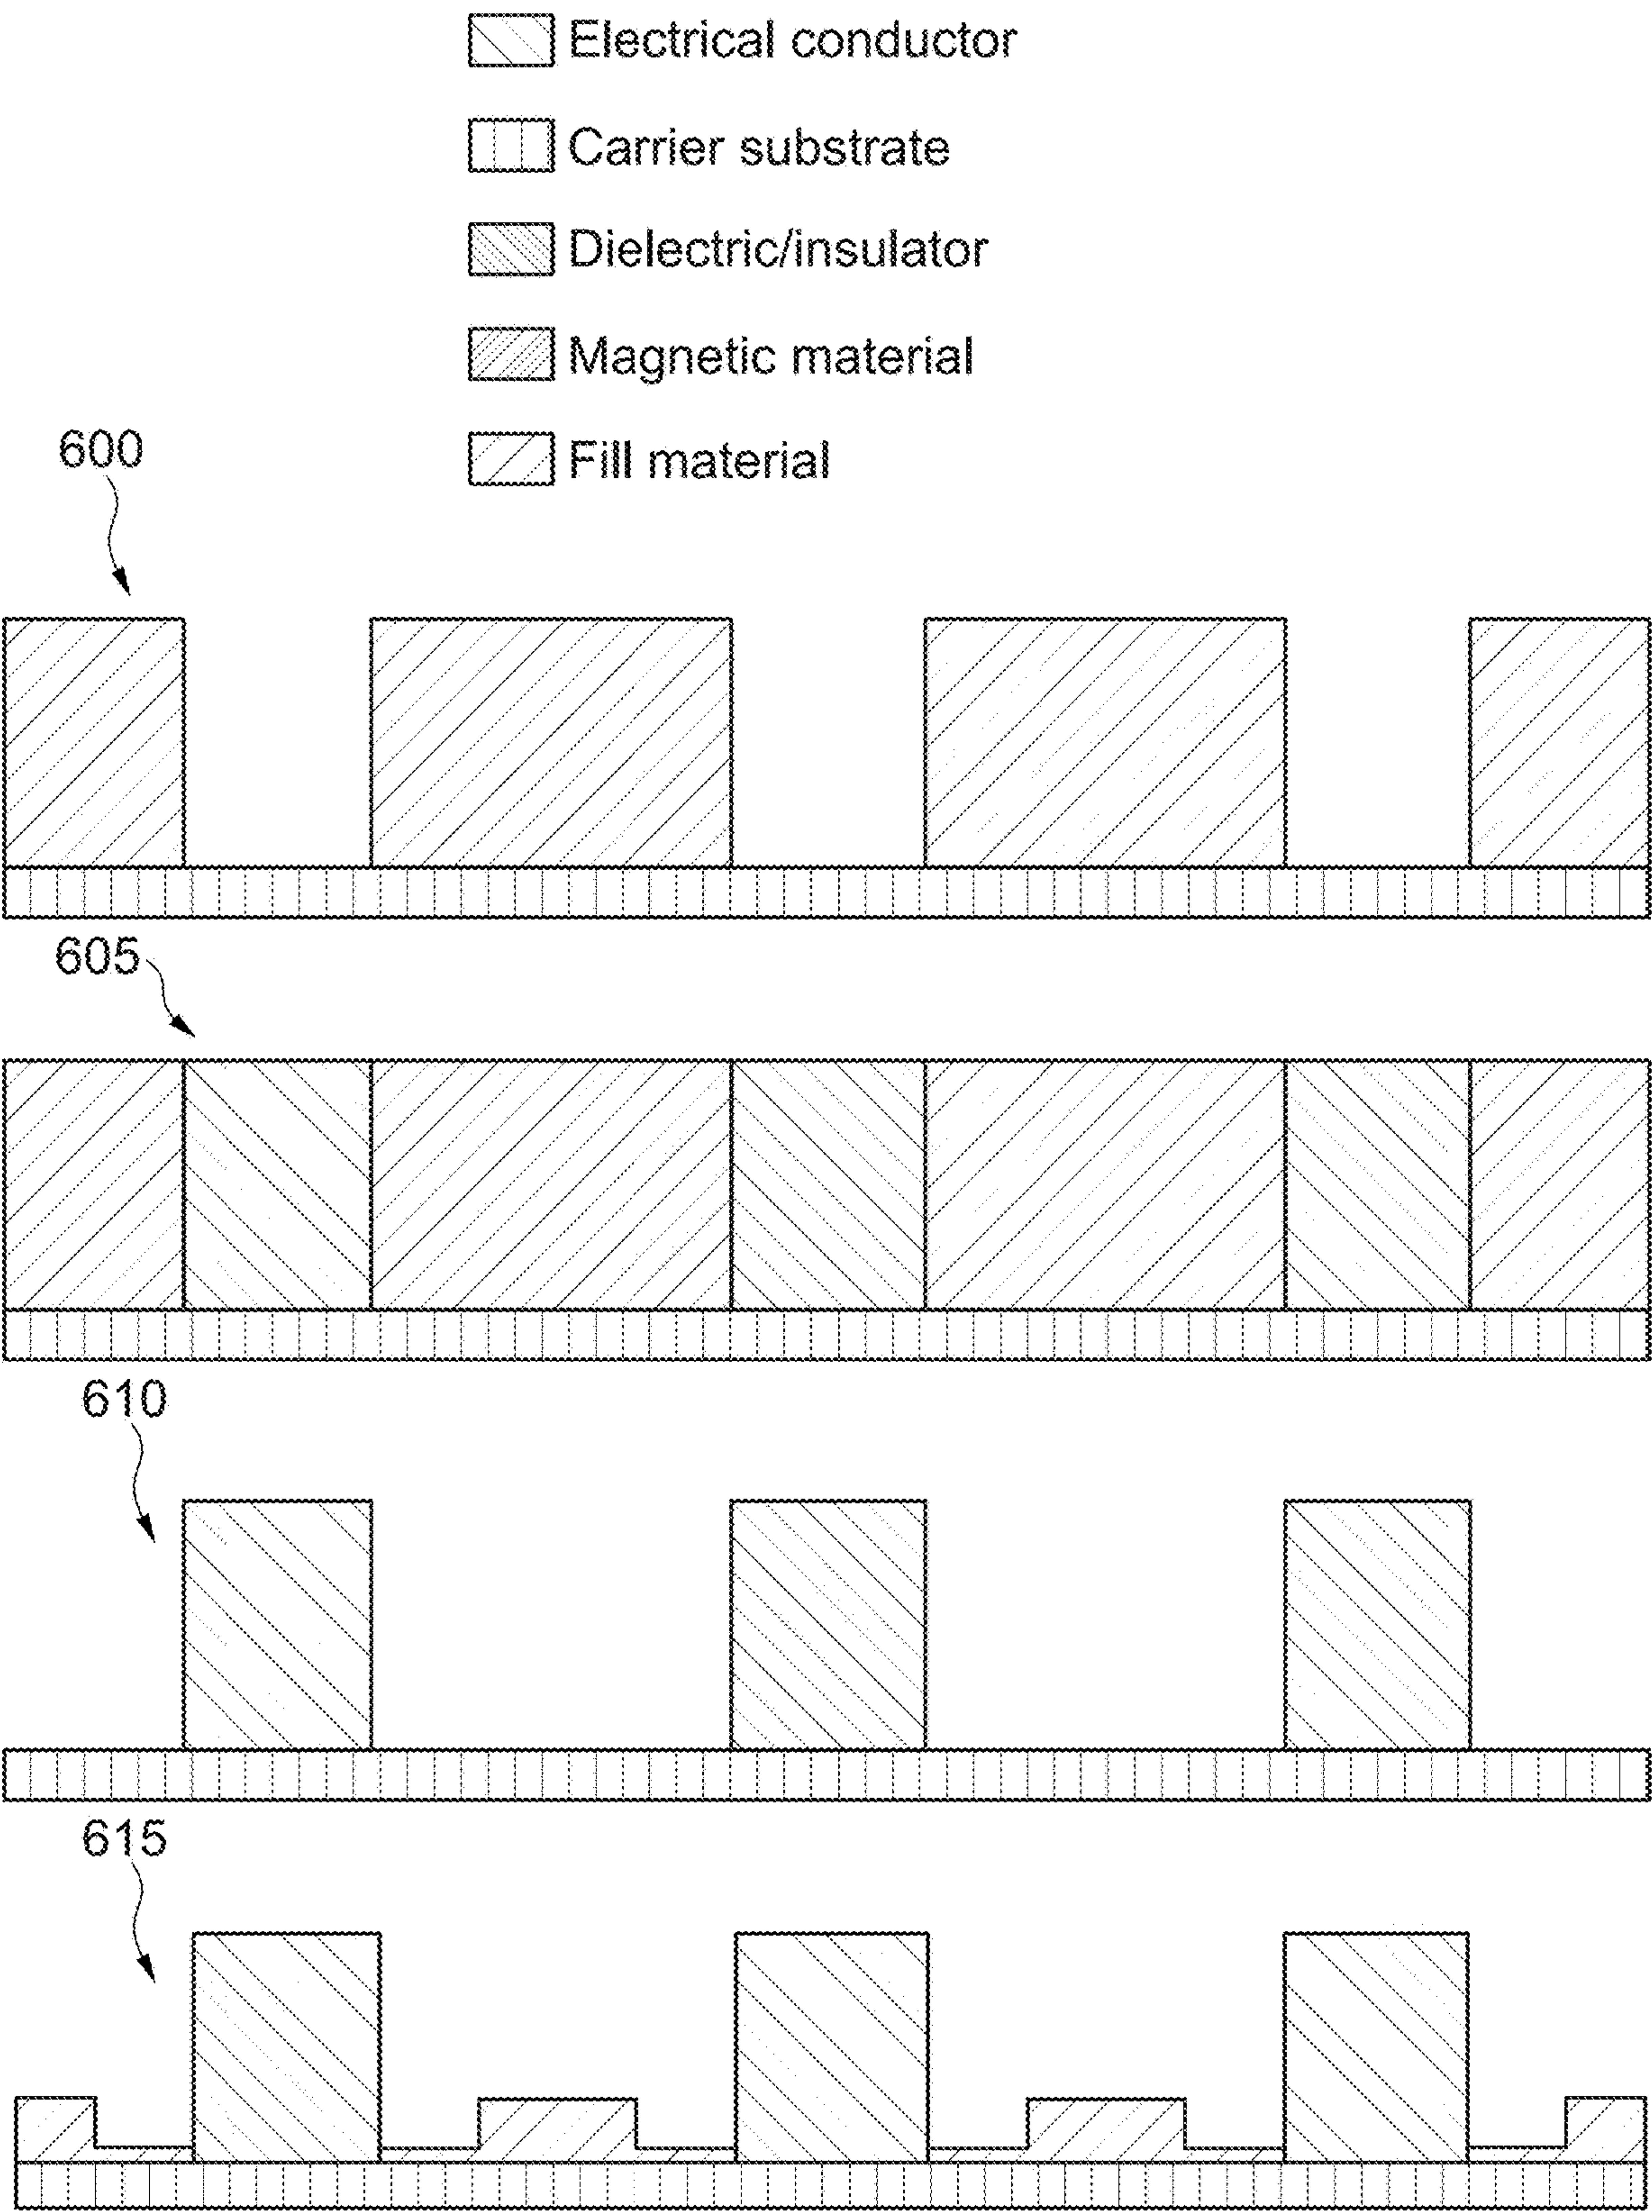 Electrical conductor
Carrier substrate
Dielectric/insulator
Magnetic material
Fill material
600
605
610
615